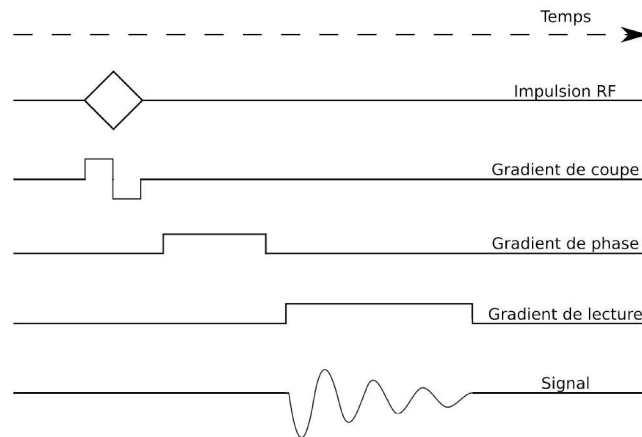 Temps
Impulsion RF
Gradient de coupe
Gradient de phase
Gradient de lecture
Signal